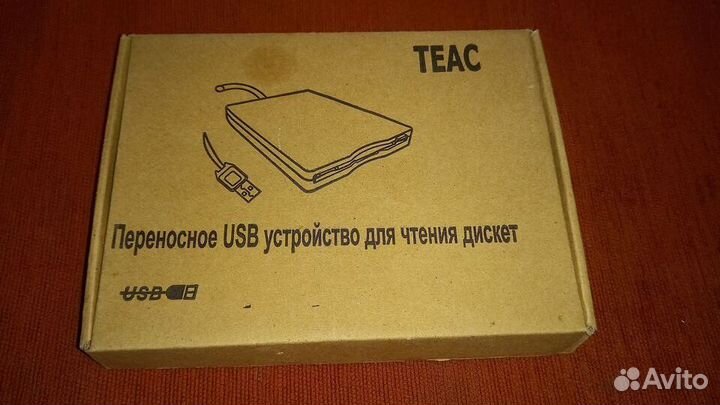 TEAC
Переносное USB устройство для чтения дискет
USB
Avito